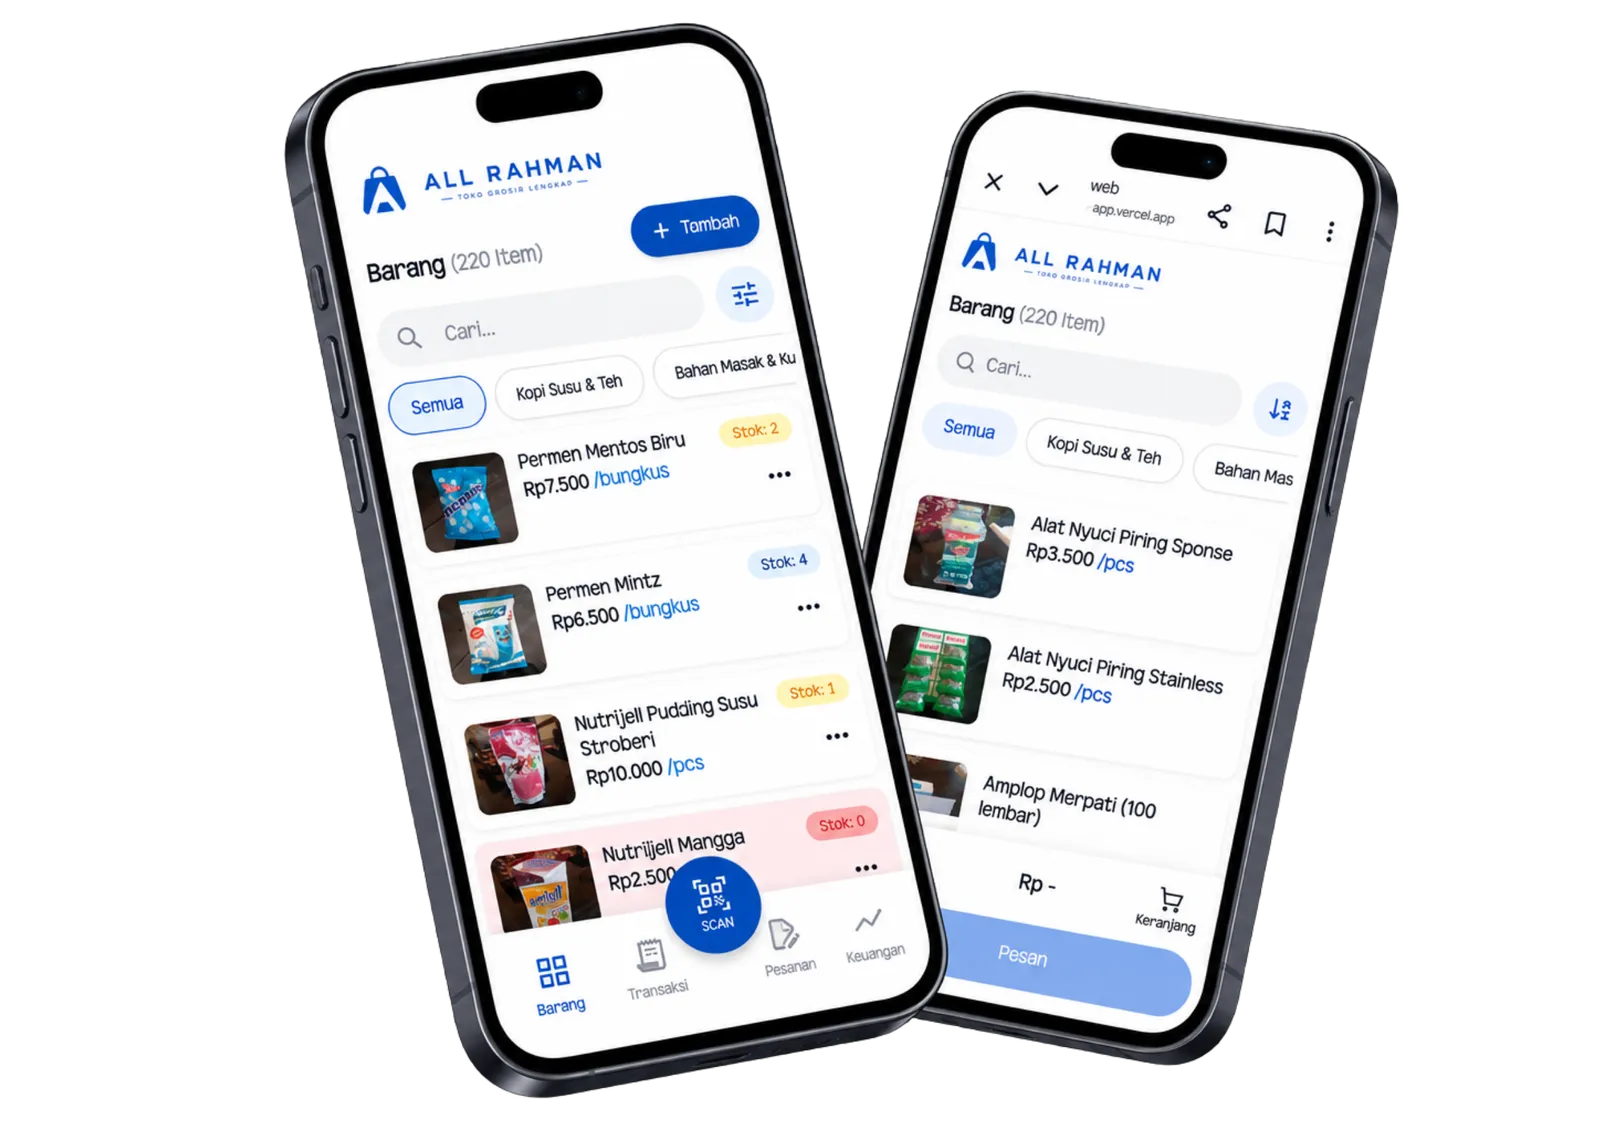 ALL RAHMAN
TOKO GROSIR LENGKAP
+ Tambah
Barang (220 Item)
Cari...
Semua
Kopi Susu & Teh
Bahan Masak & Ku
Permen Mentos Biru
Stok: 2
Rp7.500 /bungkus
Permen Mintz
Stok: 4
Rp6.500 /bungkus
Nutrijell Pudding Susu
Stroberi
Stok: 1
Rp10.000 /pcs
Nutrijell Mangga
Stok: 0
Rp2.500
SCAN
Barang
Transaksi
Pesanan
Keuangan
web
app.vercel.app
ALL RAHMAN
TOKO GROSIR LENGKAP
Barang (220 Item)
Cari...
Semua
Kopi Susu & Teh
Bahan Mas
Alat Nyuci Piring Sponse
Rp3.500 /pcs
Alat Nyuci Piring Stainless
Rp2.500 /pcs
Amplop Merpati (100
lembar)
Rp -
Keranjang
Pesan